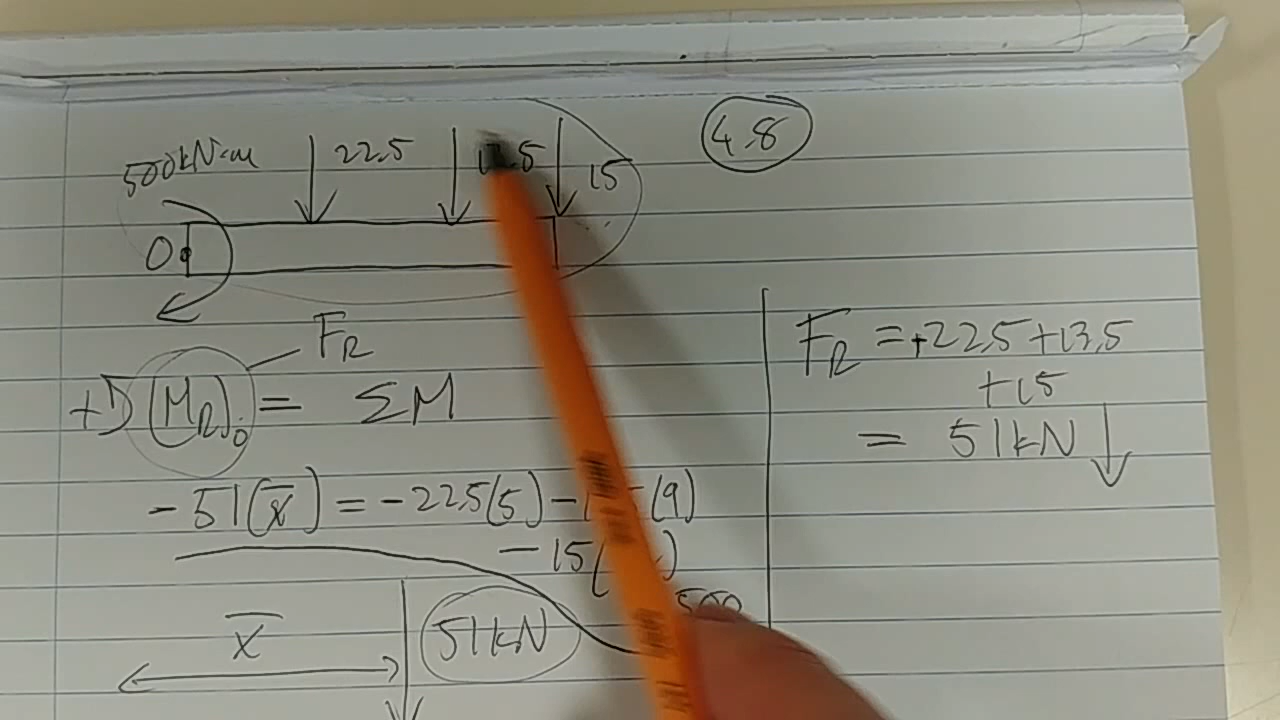 4.8
500kN·m 22.5 15
O
F_R
+ (M_R)_o = ΣM
F_R = +22.5+13.5
+15
= 51kN
-51(x̄) = -22.5(5) - (9)
-15(
500
x̄ 51kN